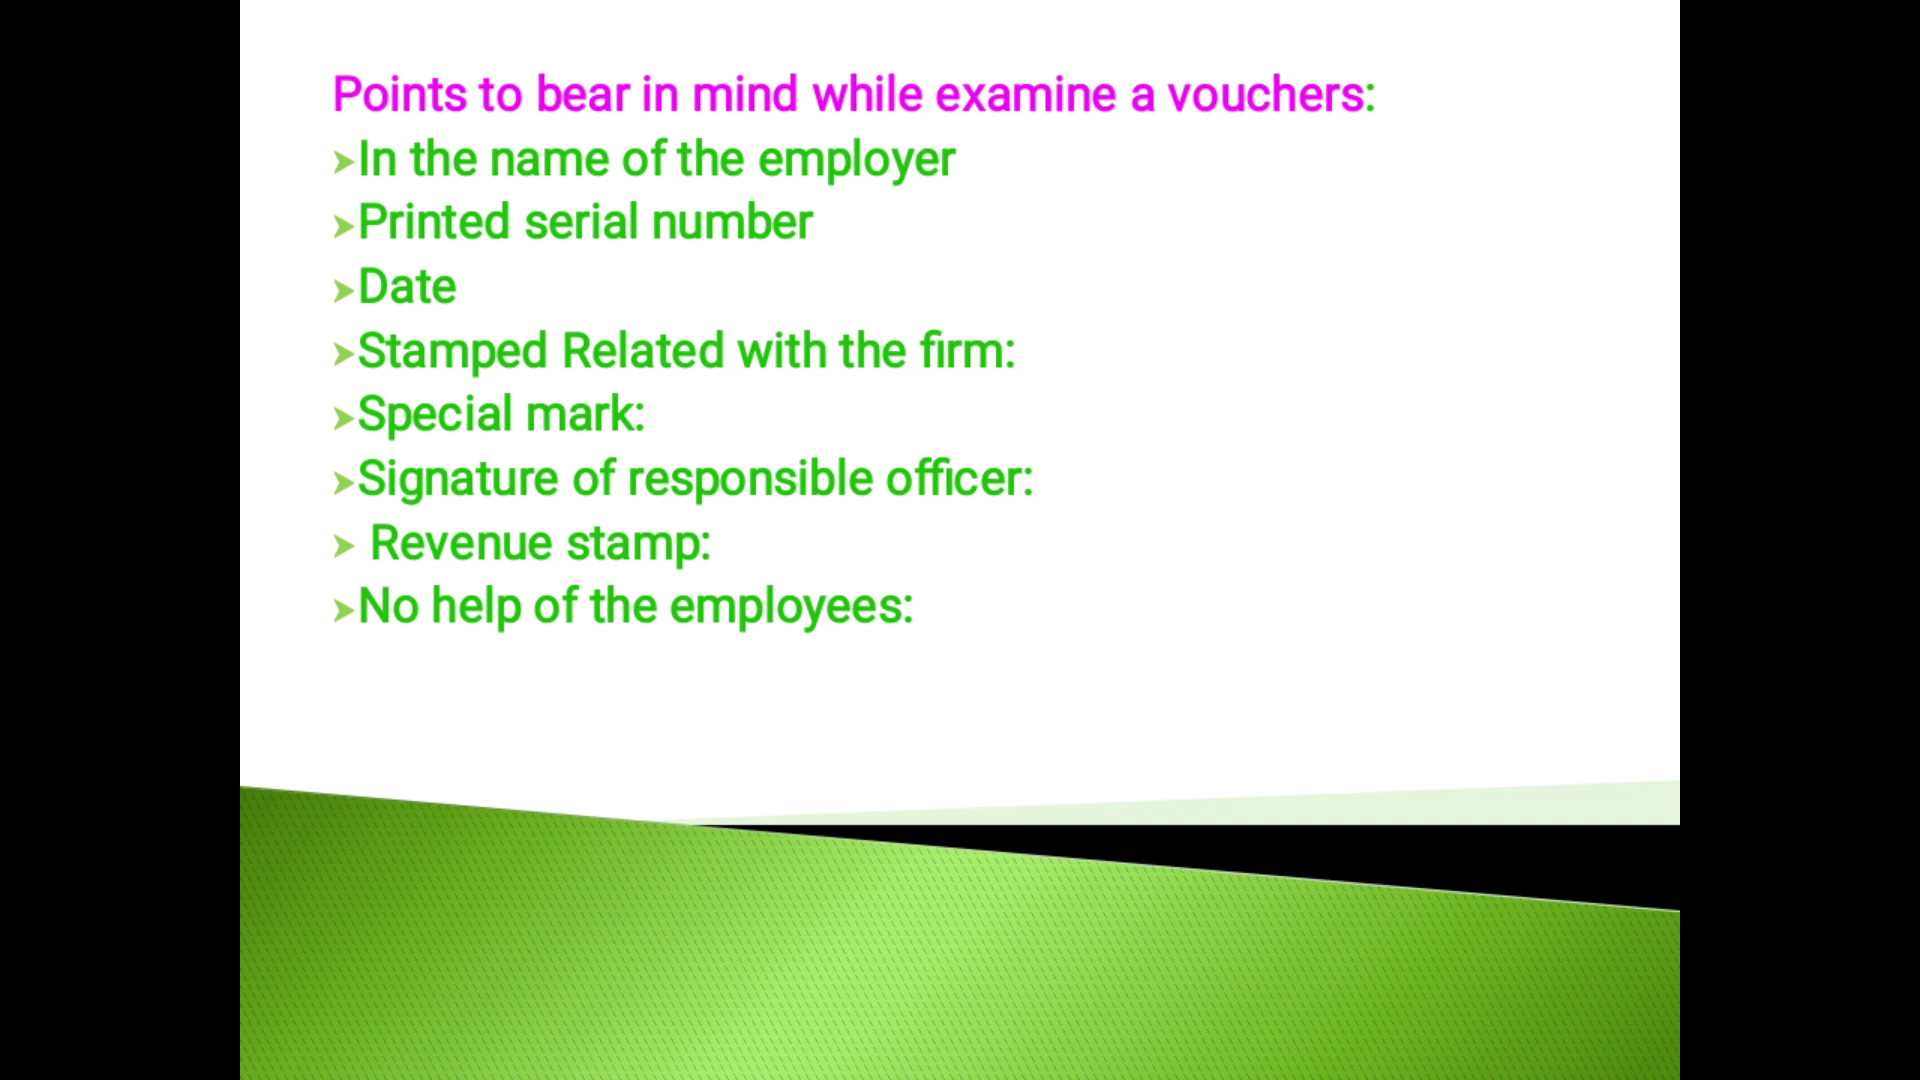 Points to bear in mind while examine a vouchers:
➤In the name of the employer
➤Printed serial number
➤Date
➤Stamped Related with the firm:
➤Special mark:
➤Signature of responsible officer:
➤ Revenue stamp:
➤No help of the employees: